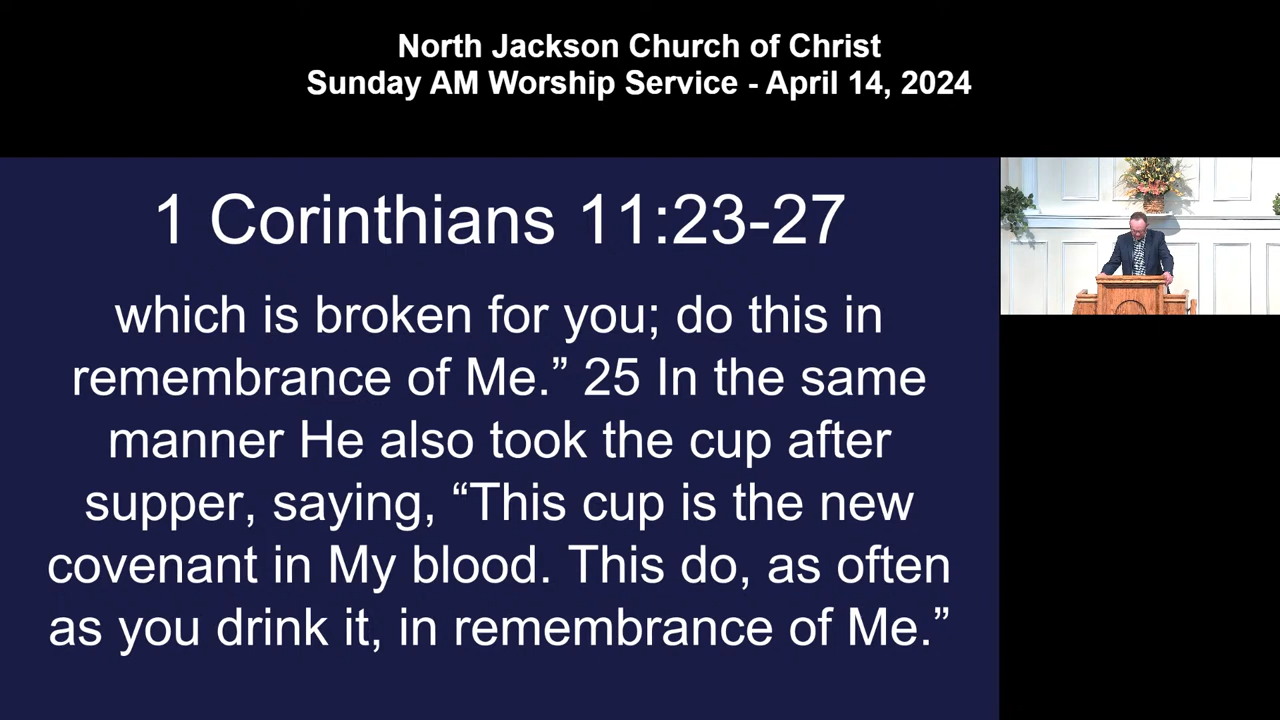 North Jackson Church of Christ
Sunday AM Worship Service - April 14, 2024
1 Corinthians 11:23-27
which is broken for you; do this in
remembrance of Me.” 25 In the same
manner He also took the cup after
supper, saying, “This cup is the new
covenant in My blood. This do, as often
as you drink it, in remembrance of Me.”